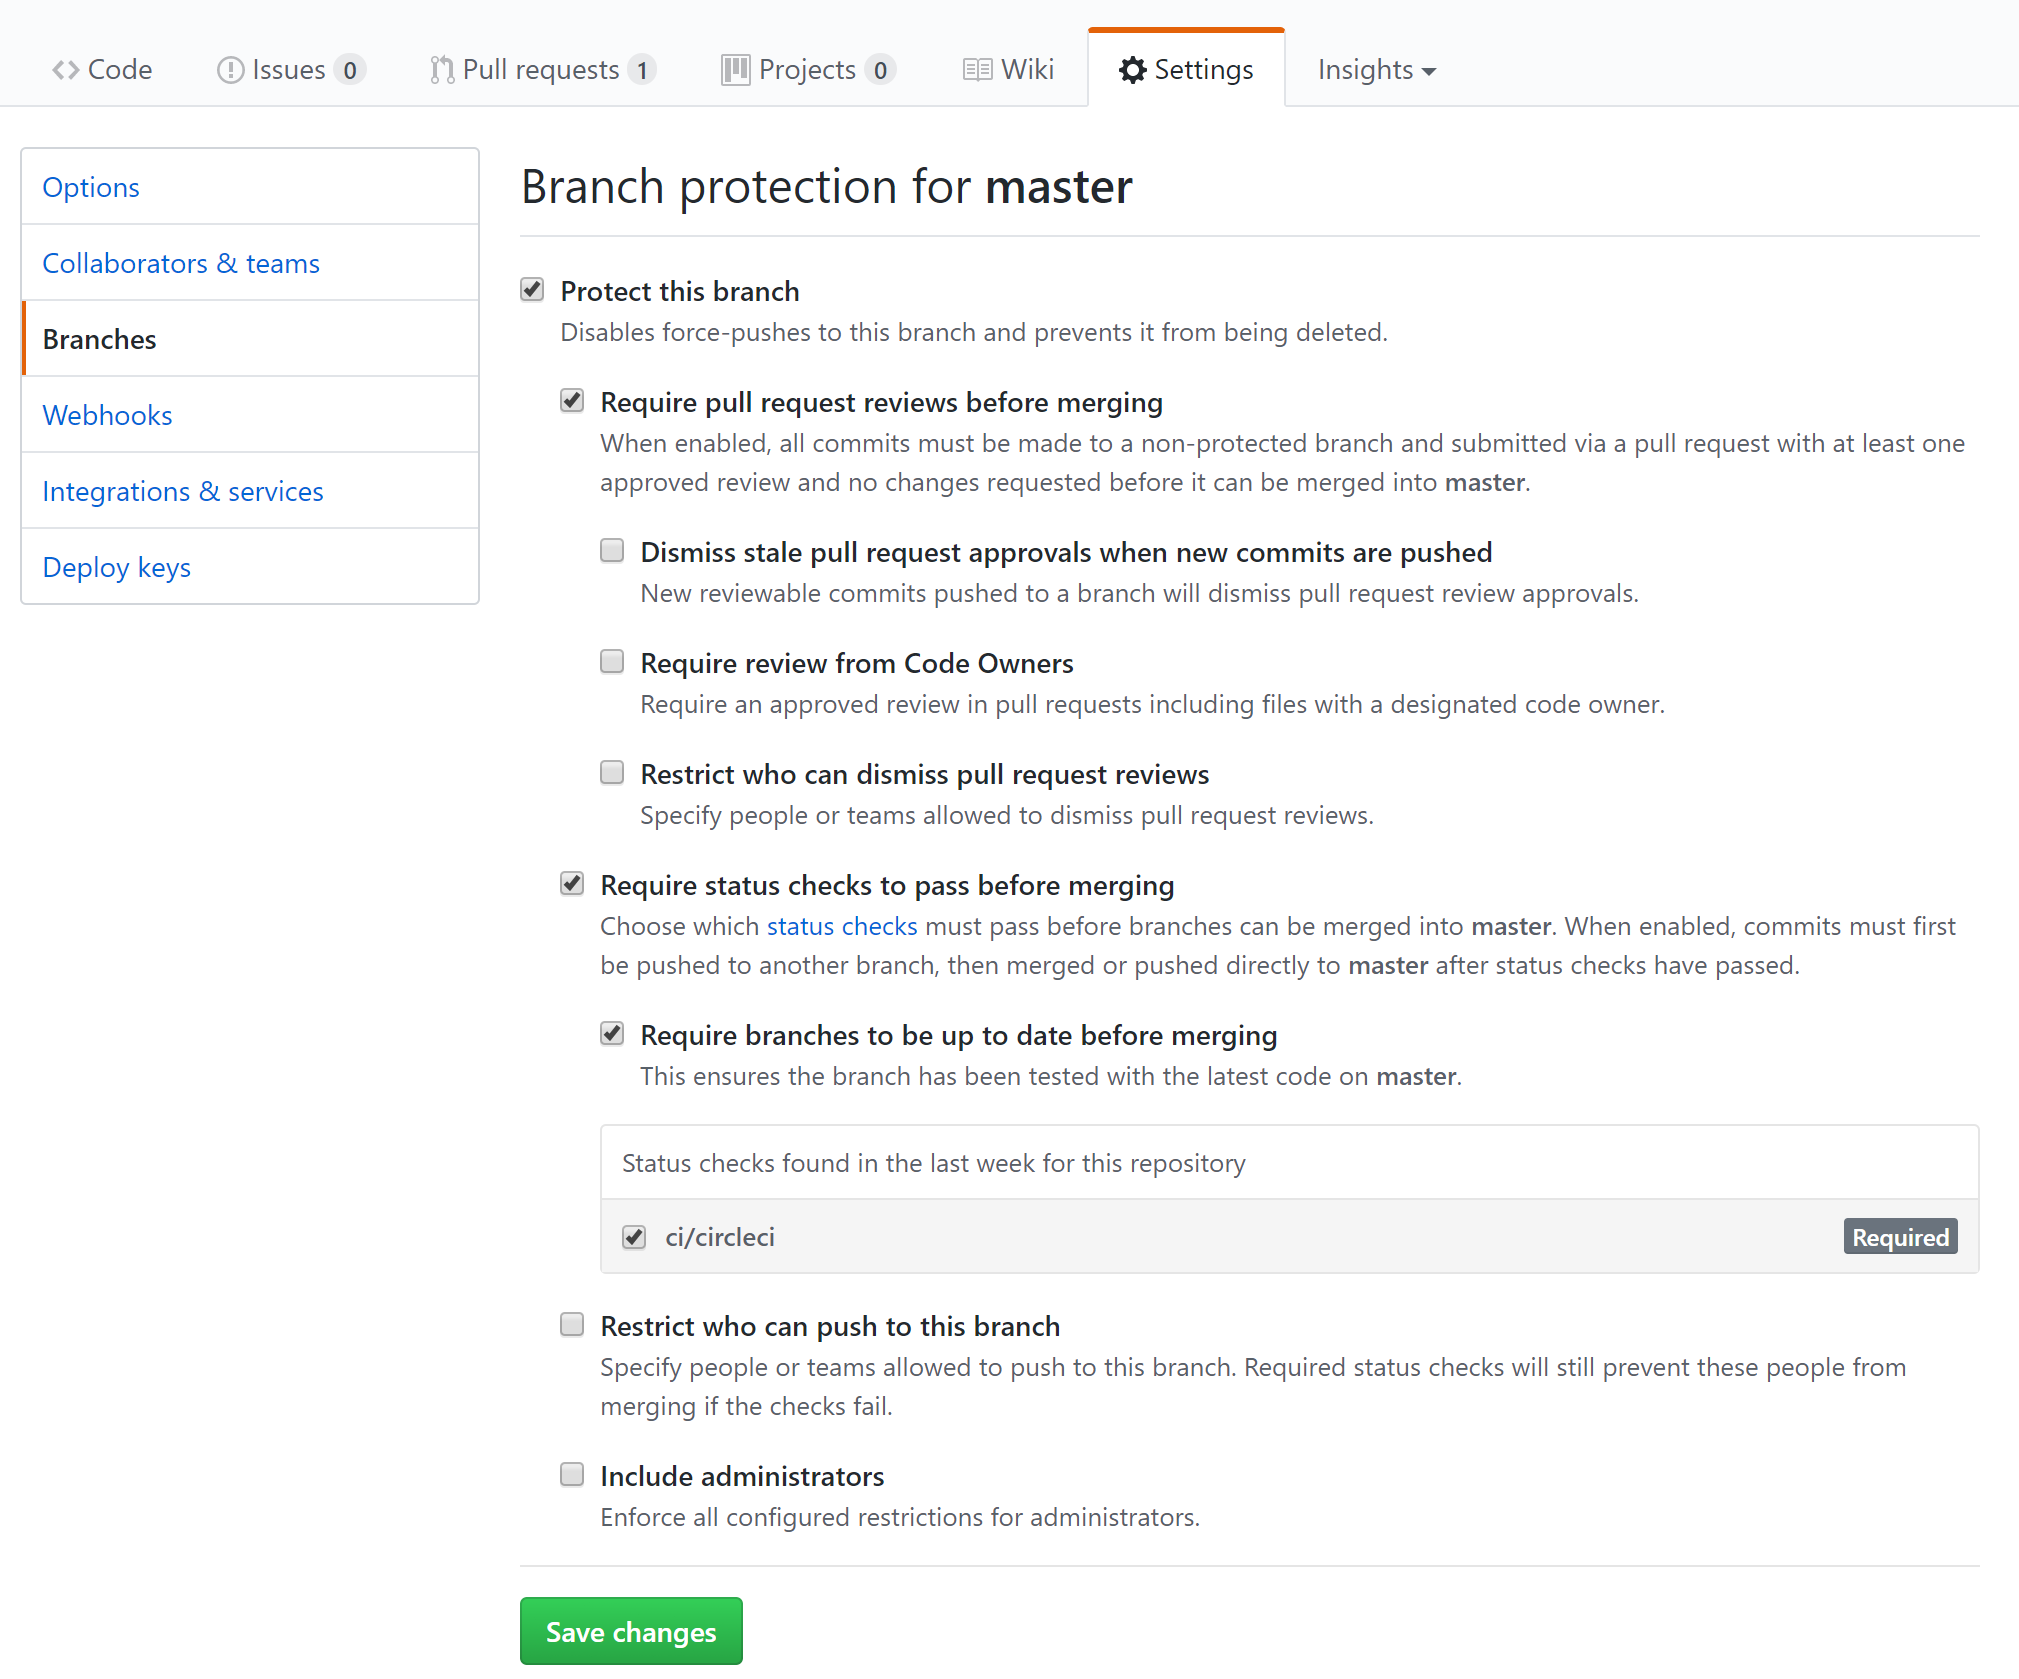 Code Issues 0 Pull requests 1 Projects 0 Wiki Settings Insights
Options
Collaborators & teams
Branches
Webhooks
Integrations & services
Deploy keys
Branch protection for master
Protect this branch
Disables force-pushes to this branch and prevents it from being deleted.
Require pull request reviews before merging
When enabled, all commits must be made to a non-protected branch and submitted via a pull request with at least one
approved review and no changes requested before it can be merged into master.
Dismiss stale pull request approvals when new commits are pushed
New reviewable commits pushed to a branch will dismiss pull request review approvals.
Require review from Code Owners
Require an approved review in pull requests including files with a designated code owner.
Restrict who can dismiss pull request reviews
Specify people or teams allowed to dismiss pull request reviews.
Require status checks to pass before merging
Choose which status checks must pass before branches can be merged into master. When enabled, commits must first
be pushed to another branch, then merged or pushed directly to master after status checks have passed.
Require branches to be up to date before merging
This ensures the branch has been tested with the latest code on master.
Status checks found in the last week for this repository
ci/circleci Required
Restrict who can push to this branch
Specify people or teams allowed to push to this branch. Required status checks will still prevent these people from
merging if the checks fail.
Include administrators
Enforce all configured restrictions for administrators.
Save changes